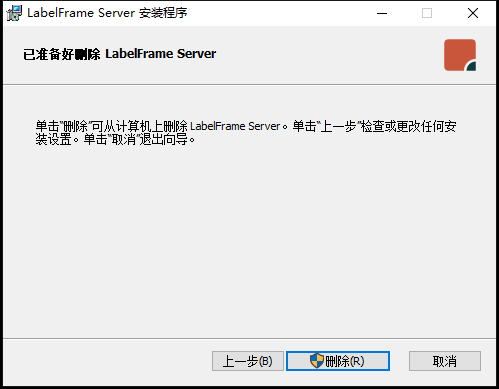 LabelFrame Server 安装程序
已准备好删除 LabelFrame Server
单击“删除”可从计算机上删除 LabelFrame Server。单击“上一步”检查或更改任何安
装设置。单击“取消”退出向导。
上一步(B)
删除(R)
取消